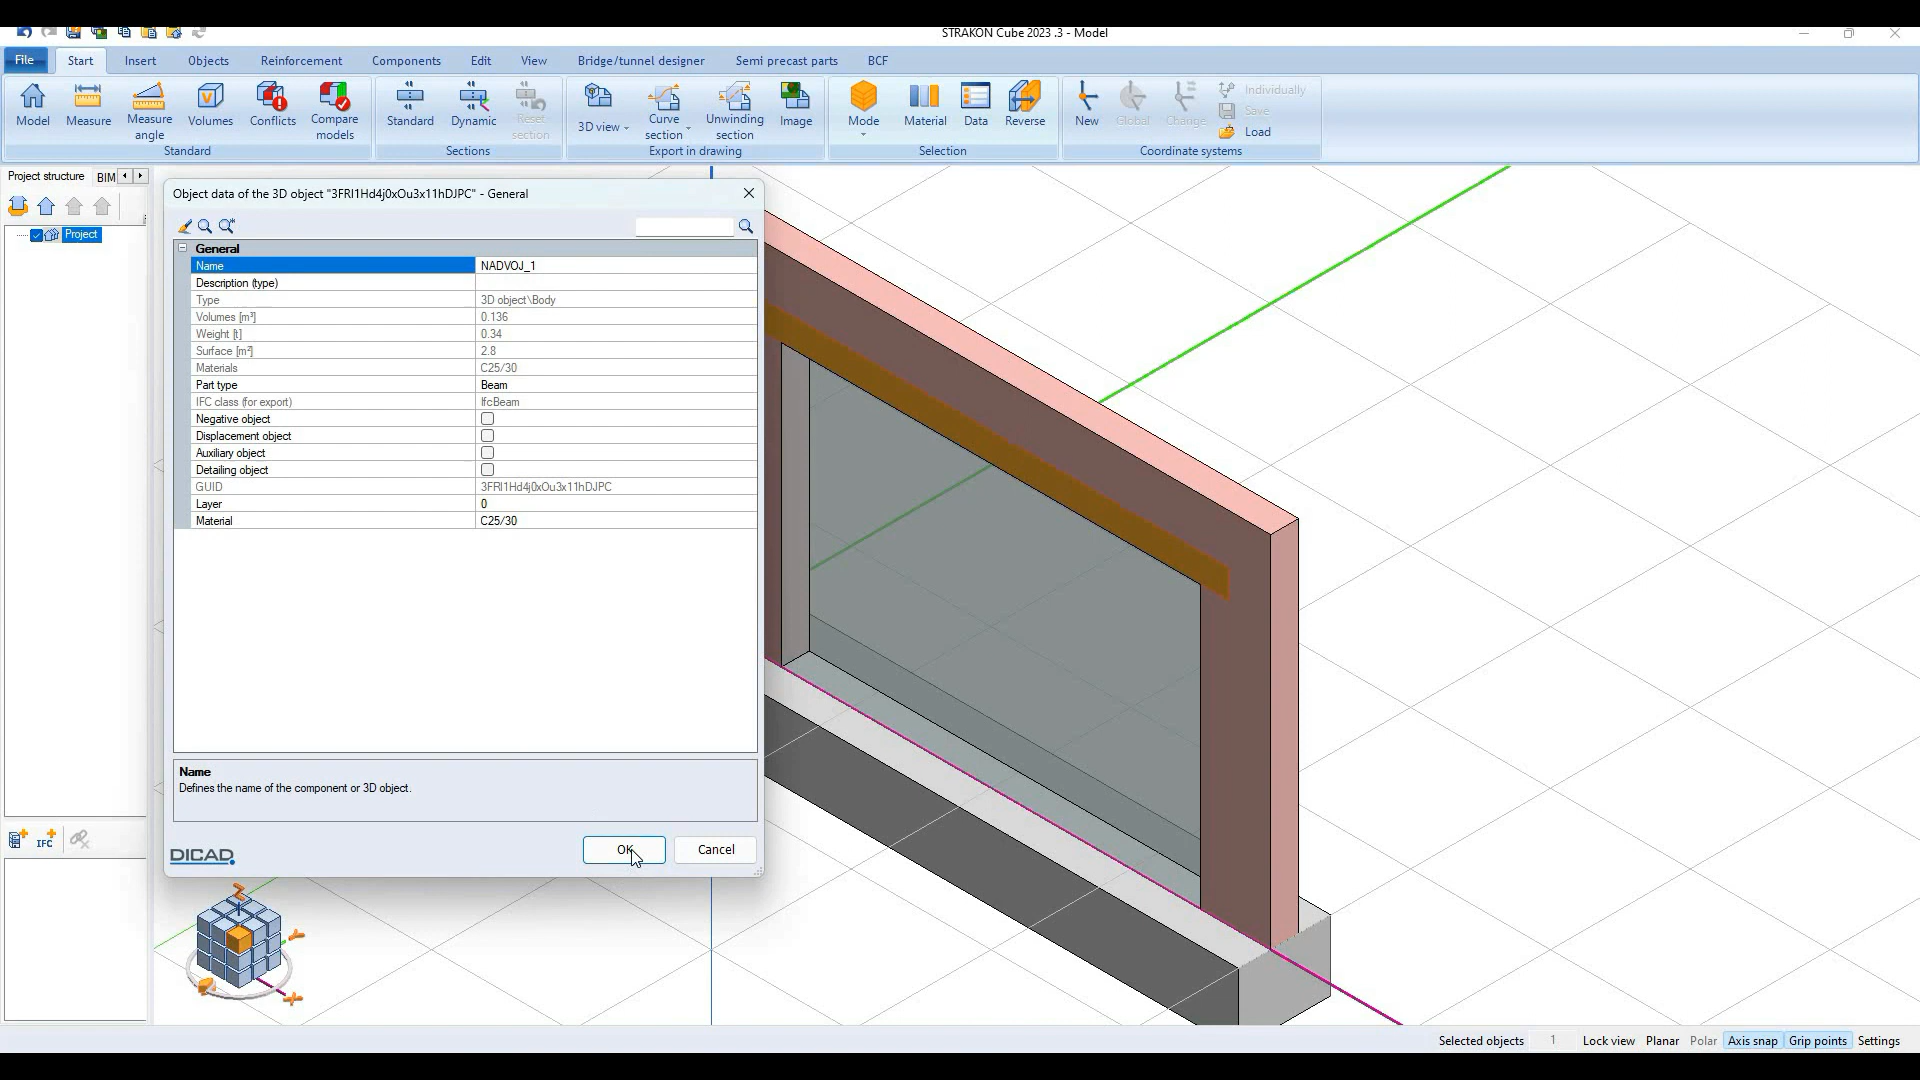 STRAKON Cube 2023 .3 - Model
File Start Insert Objects Reinforcement Components Edit View Bridge/tunnel designer Semi precast parts BCF
Model Measure Measure angle Volumes Conflicts Compare models
Standard Dynamic Reset section
3D view Curve section Unwinding section Image
Mode Material Data Reverse
New Global Change Individually
Save
Load
Standard Sections Export in drawing Selection Coordinate systems
Project structure BIM
Project
Object data of the 3D object "3FRI1Hd4j0xOu3x11hDJPC" - General
General
Name NADVOJ_1
Description (type)
Type 3D object\Body
Volumes [m³] 0.136
Weight [t] 0.34
Surface [m²] 2.8
Materials C25/30
Part type Beam
IFC class (for export) IfcBeam
Negative object
Displacement object
Auxiliary object
Detailing object
GUID 3FRI1Hd4j0xOu3x11hDJPC
Layer 0
Material C25/30
Name
Defines the name of the component or 3D object.
IFC
DICAD
OK Cancel
Z
Selected objects 1 Lock view Planar Polar Axis snap Grip points Settings